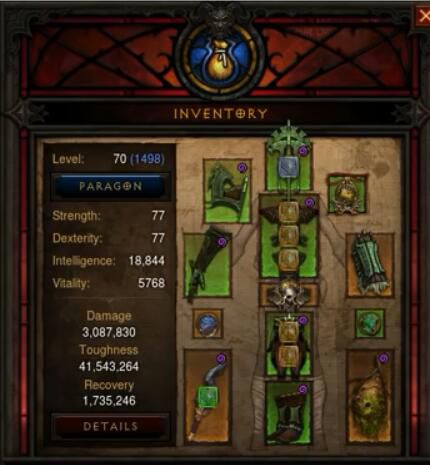 INVENTORY
Level: 70 (1498)
PARAGON
Strength: 77
Dexterity: 77
Intelligence: 18,844
Vitality: 5768
Damage
3,087,830
Toughness
41,543,264
Recovery
1,735,246
DETAILS